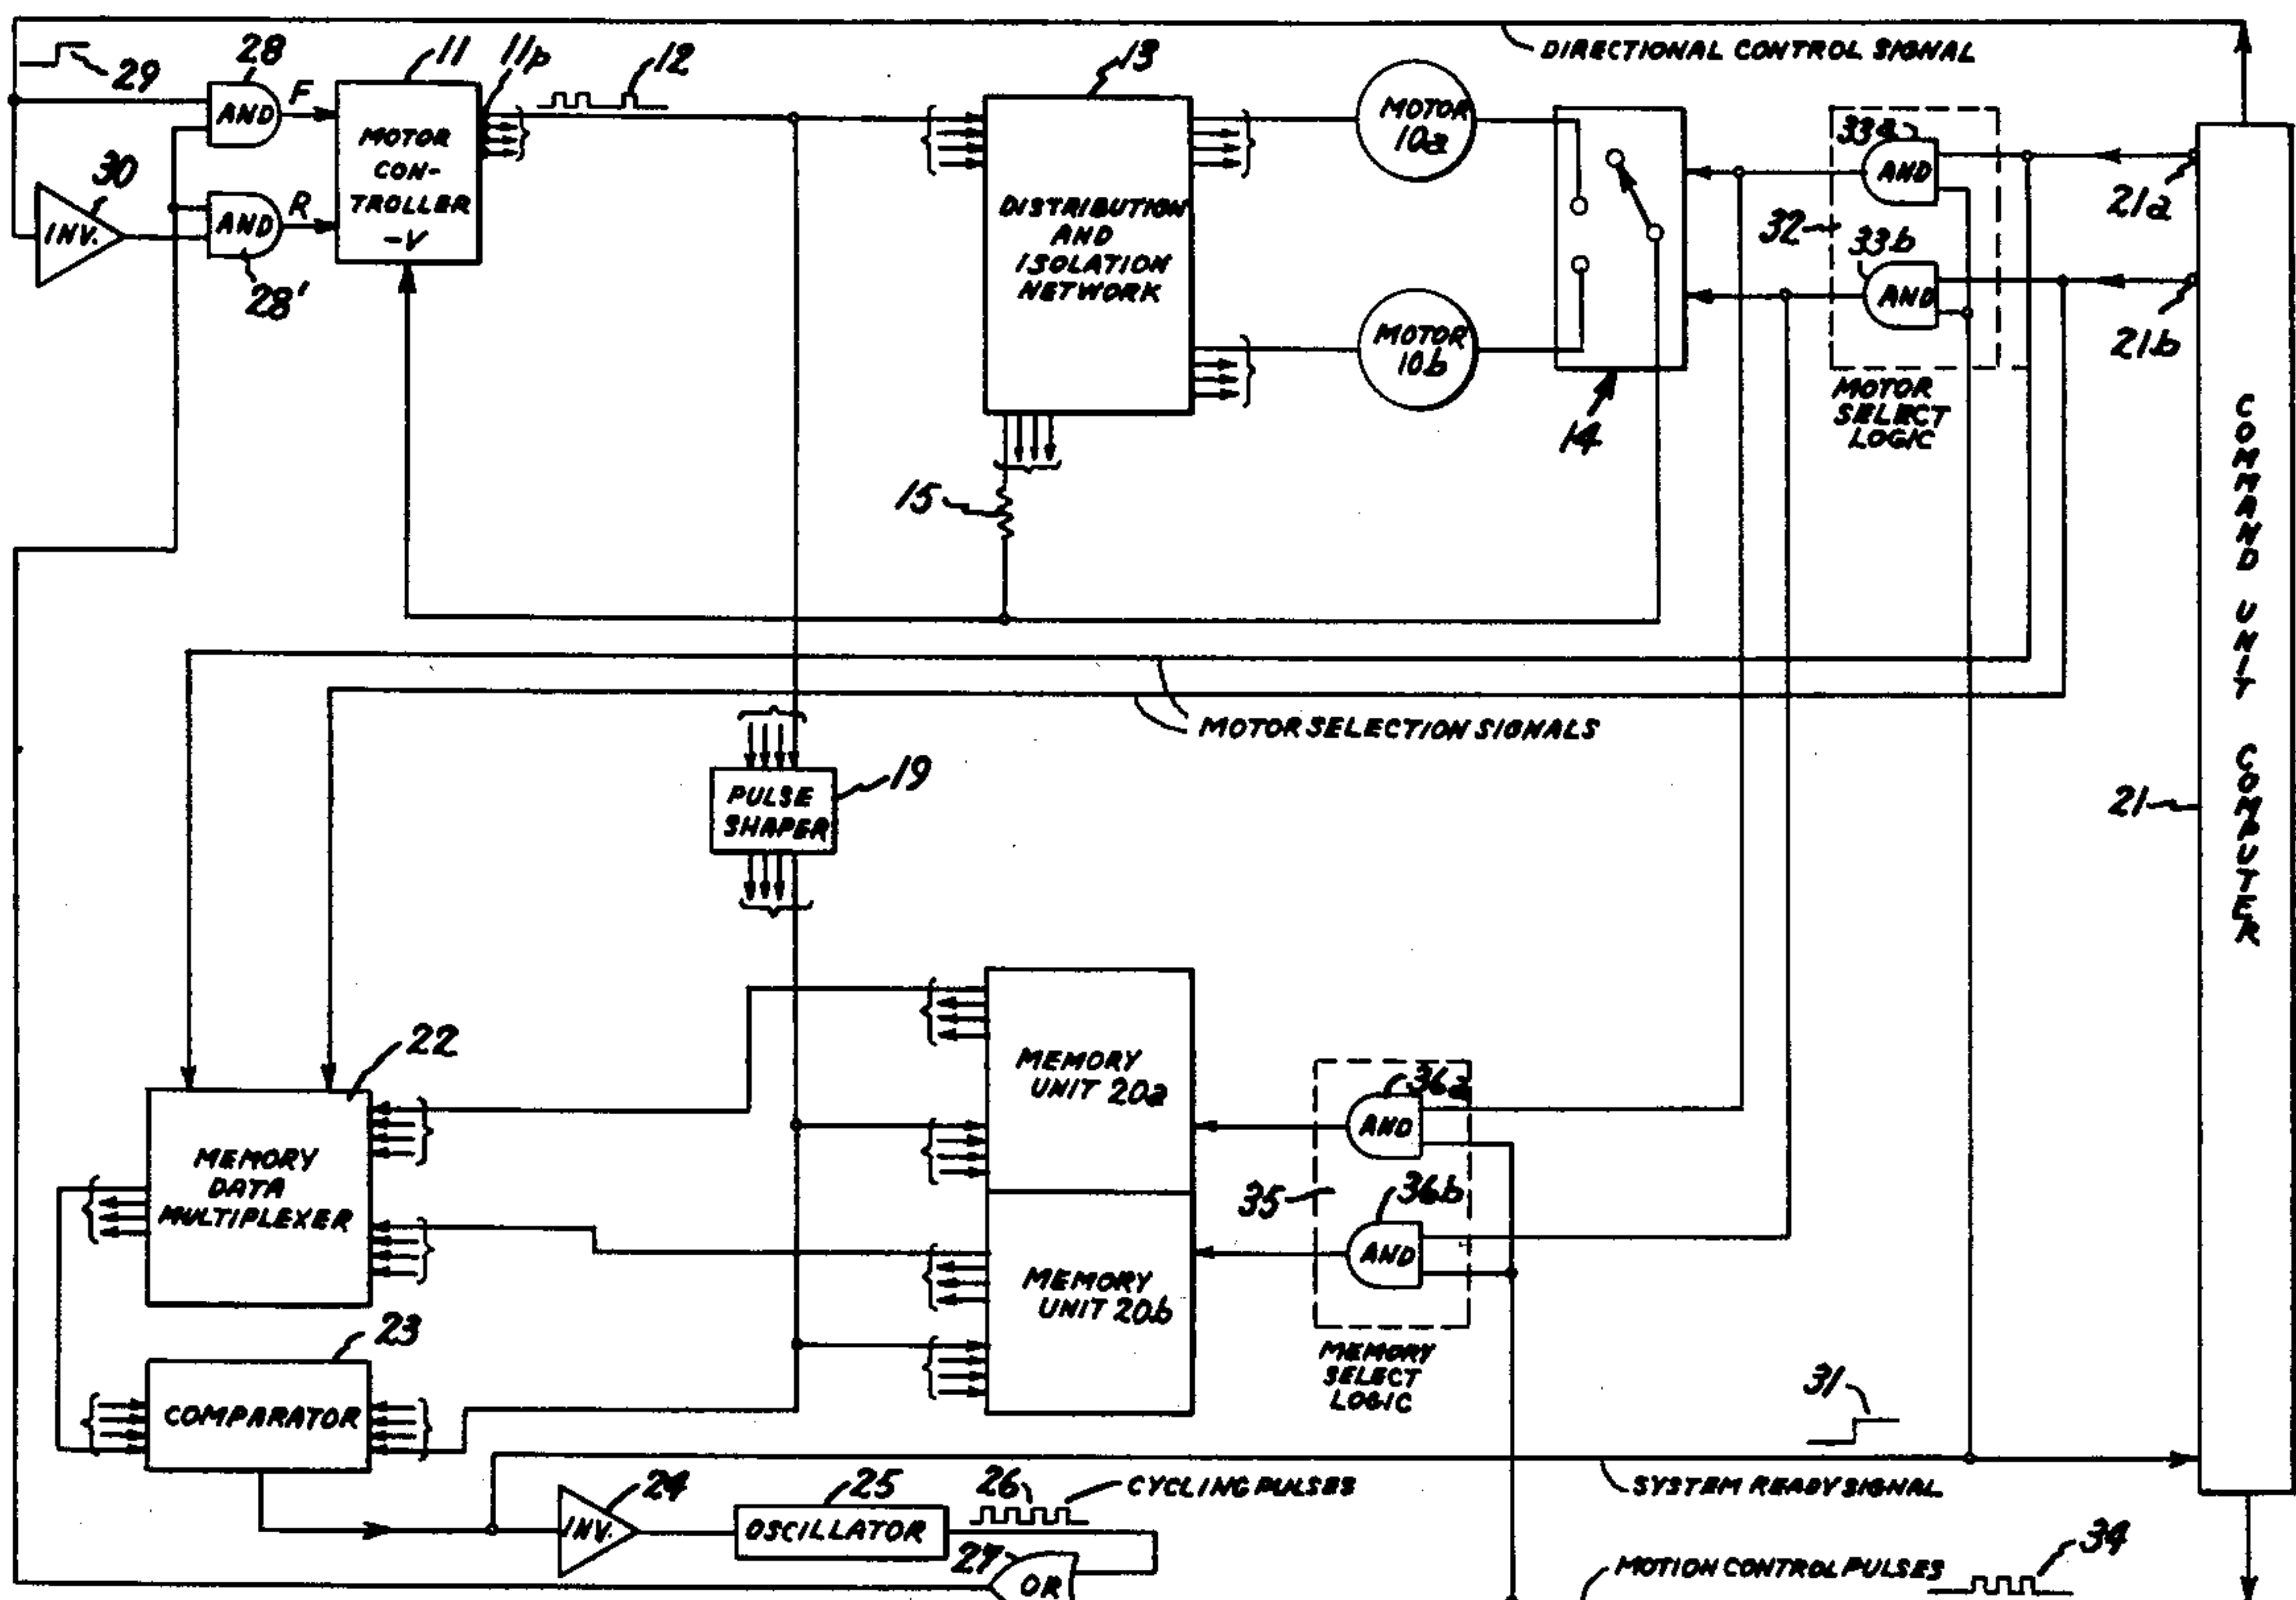 DIRECTIONAL CONTROL SIGNAL
29
28
AND
F
11
11p
12
13
MOTOR
CON-
TROLLER
-V
30
INV.
AND
R
28'
DISTRIBUTION
AND
ISOLATION
NETWORK
MOTOR
10a
MOTOR
10b
14
15
33a
AND
32
33b
AND
MOTOR
SELECT
LOGIC
21a
21b
COMMAND UNIT COMPUTER
21
MOTOR SELECTION SIGNALS
PULSE
SHAPER
19
22
MEMORY
DATA
MULTIPLEXER
MEMORY
UNIT 20a
MEMORY
UNIT 20b
36a
AND
35
36b
AND
MEMORY
SELECT
LOGIC
23
COMPARATOR
31
SYSTEM READY SIGNAL
24
INV.
25
OSCILLATOR
26
CYCLING PULSES
27
OR
MOTION CONTROL PULSES
34